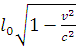 l₀√(1 − v²/c²)